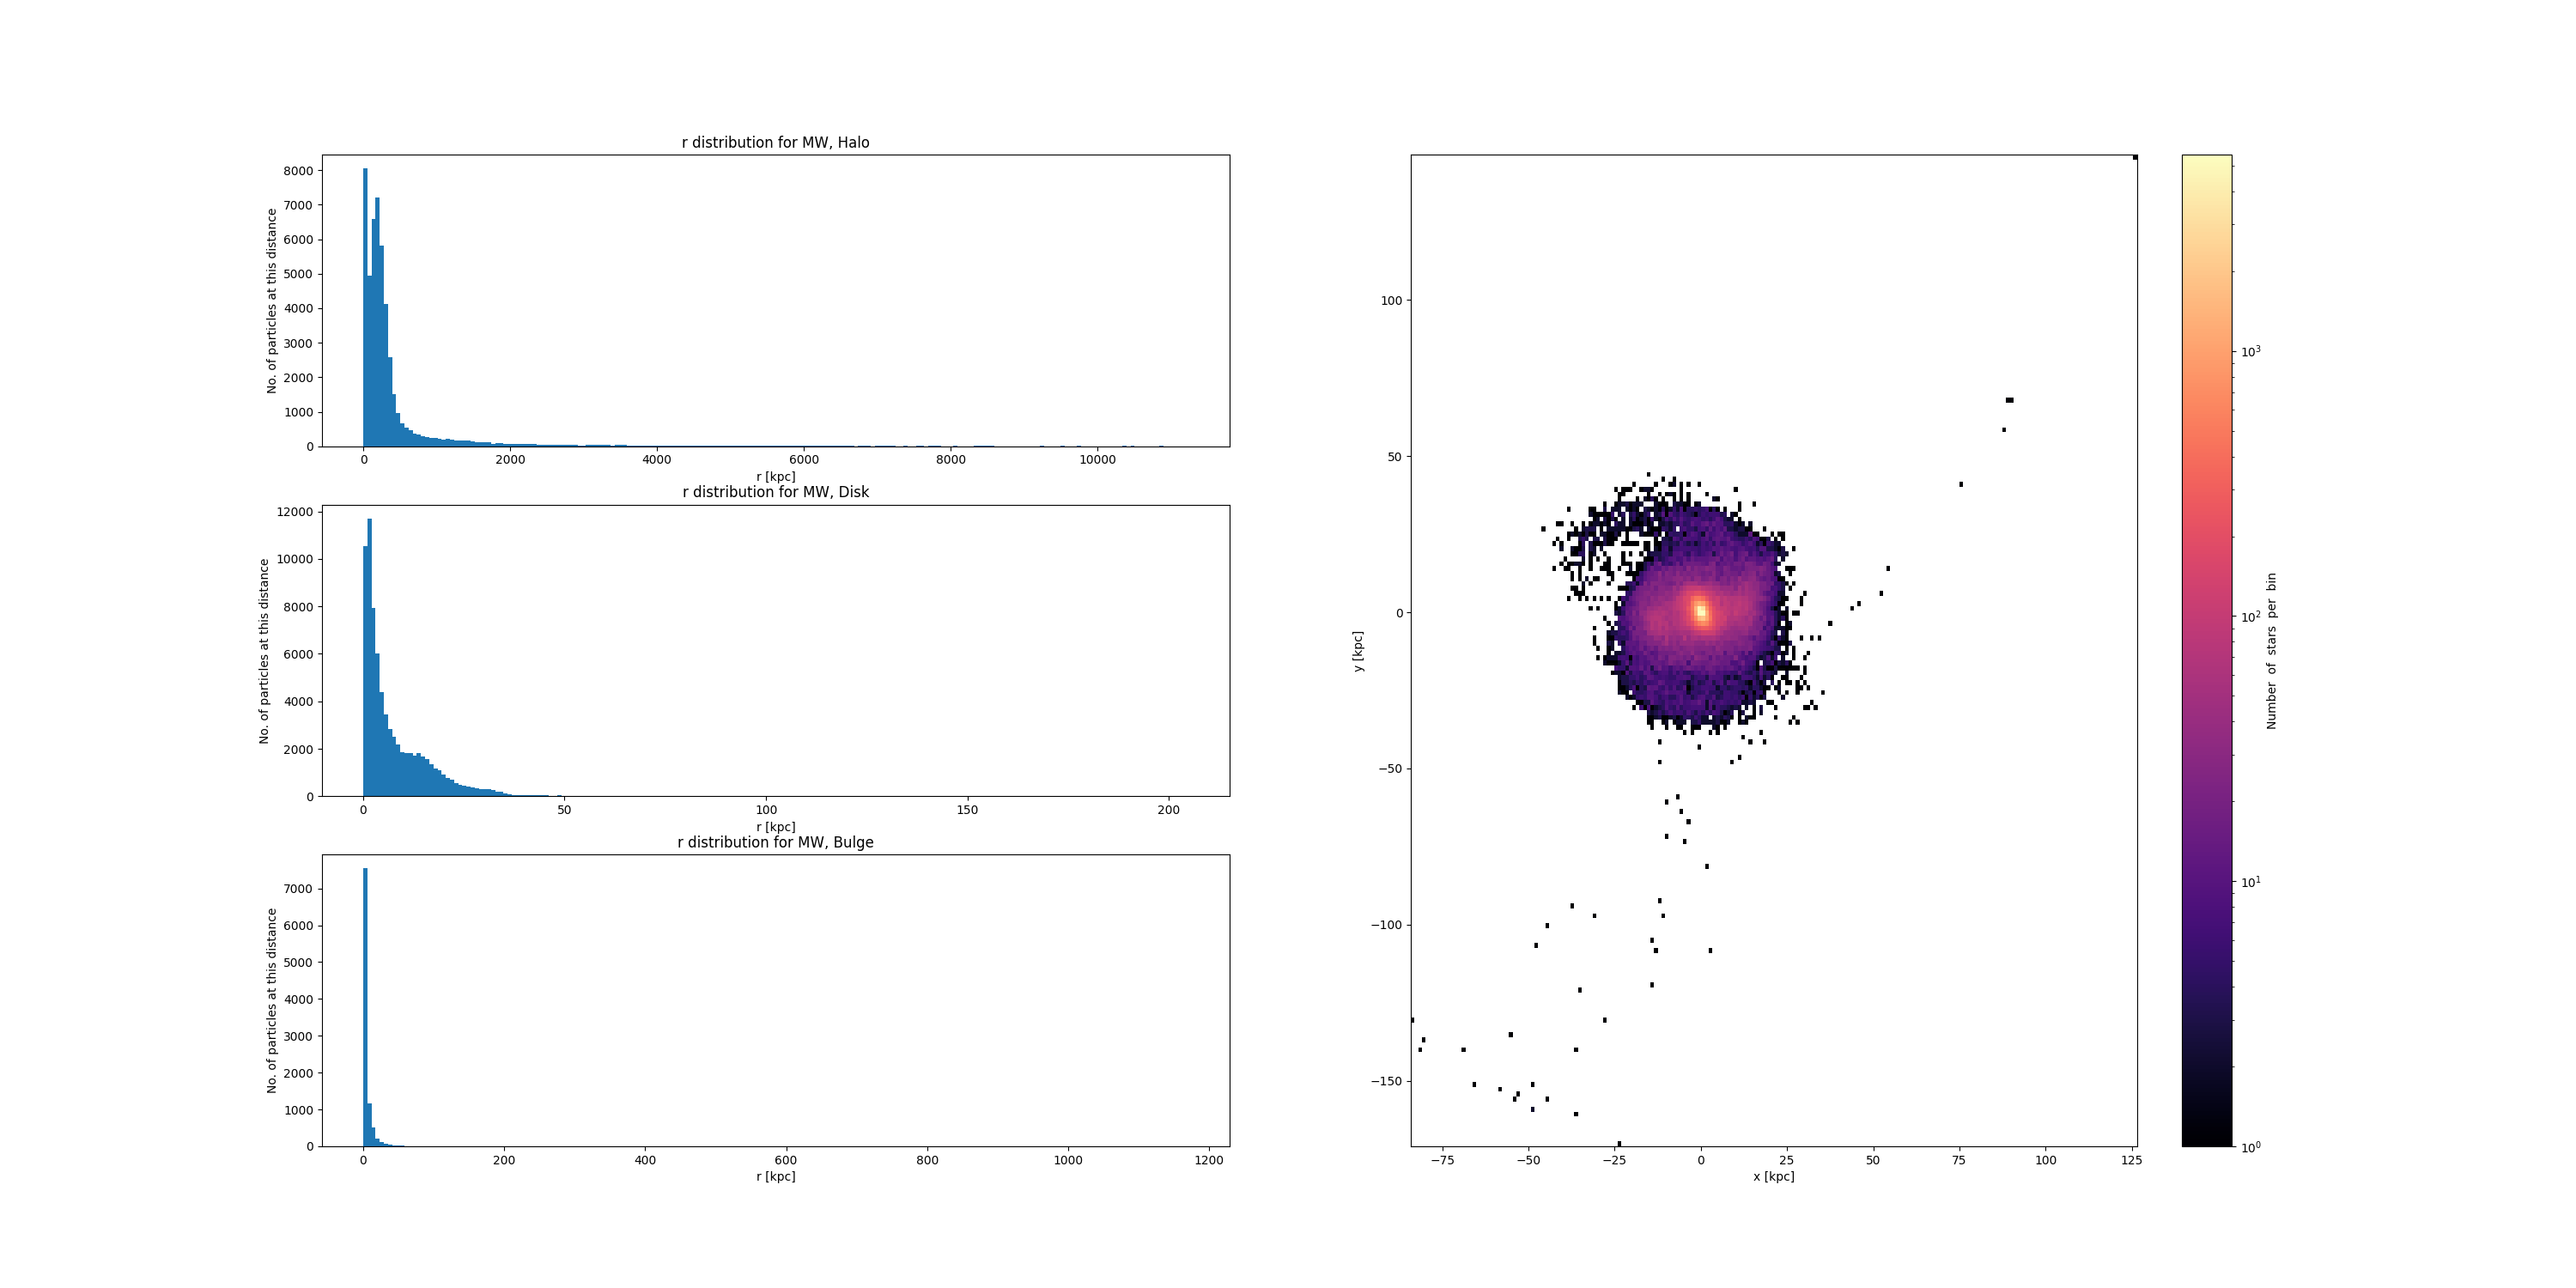 r distribution for MW, Halo
No. of particles at this distance
8000
7000
6000
5000
4000
3000
2000
1000
0
0 2000 4000 6000 8000 10000
r [kpc]
r distribution for MW, Disk
No. of particles at this distance
12000
10000
8000
6000
4000
2000
0
0 50 100 150 200
r [kpc]
r distribution for MW, Bulge
No. of particles at this distance
7000
6000
5000
4000
3000
2000
1000
0
0 200 400 600 800 1000 1200
r [kpc]
y [kpc]
100
50
0
−50
−100
−150
−75 −50 −25 0 25 50 75 100 125
x [kpc]
10³
10²
10¹
10⁰
Number of stars per bin